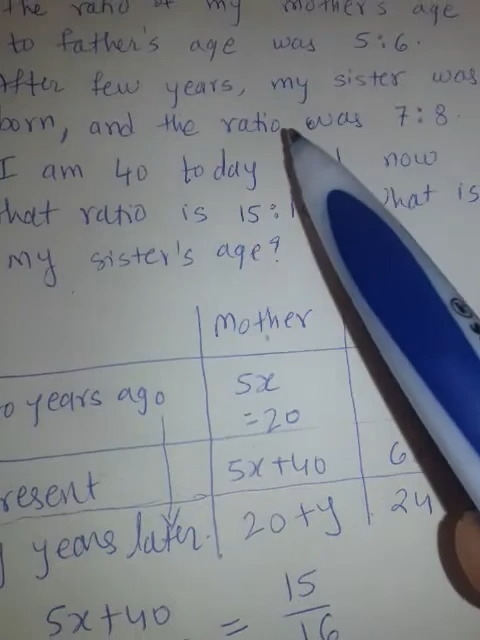 the ratio of my mother's age
to father's age was 5:6.
After few years, my sister was
born, and the ratio was 7:8.
I am 40 today now
that ratio is 15: What is
my sister's age?
Mother
years ago 5x
=20
Present 5x+40 6
y years later. 20+y 24
5x+40 = 15/16